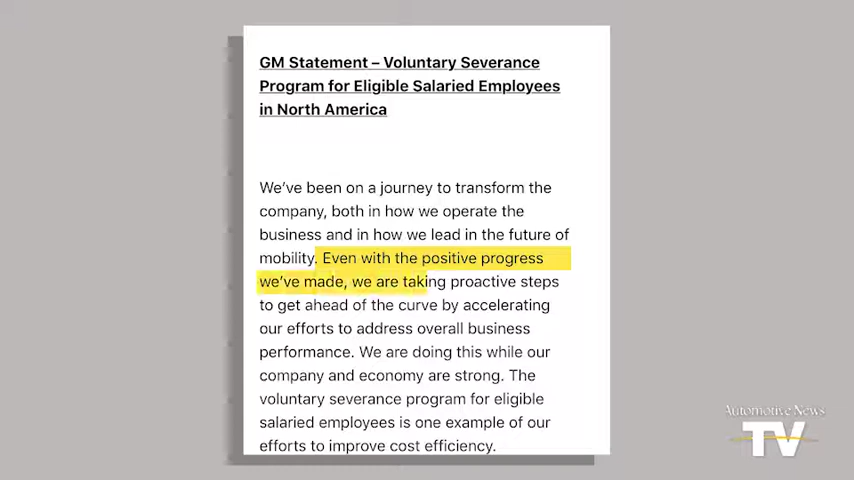 GM Statement – Voluntary Severance
Program for Eligible Salaried Employees
in North America
We’ve been on a journey to transform the
company, both in how we operate the
business and in how we lead in the future of
mobility. Even with the positive progress
we’ve made, we are taking proactive steps
to get ahead of the curve by accelerating
our efforts to address overall business
performance. We are doing this while our
company and economy are strong. The
voluntary severance program for eligible
salaried employees is one example of our
efforts to improve cost efficiency.
Automotive News
TV